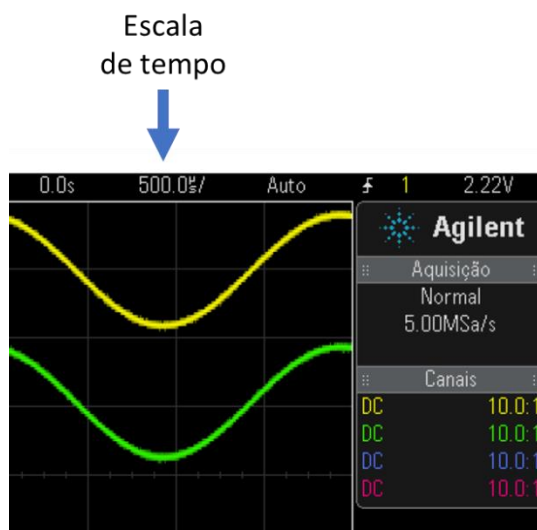 Escala
de tempo
0.0s 500.0µs/ Auto 1 2.22V
Agilent
Aquisição
Normal
5.00MSa/s
Canais
DC 10.0:1
DC 10.0:1
DC 10.0:1
DC 10.0:1